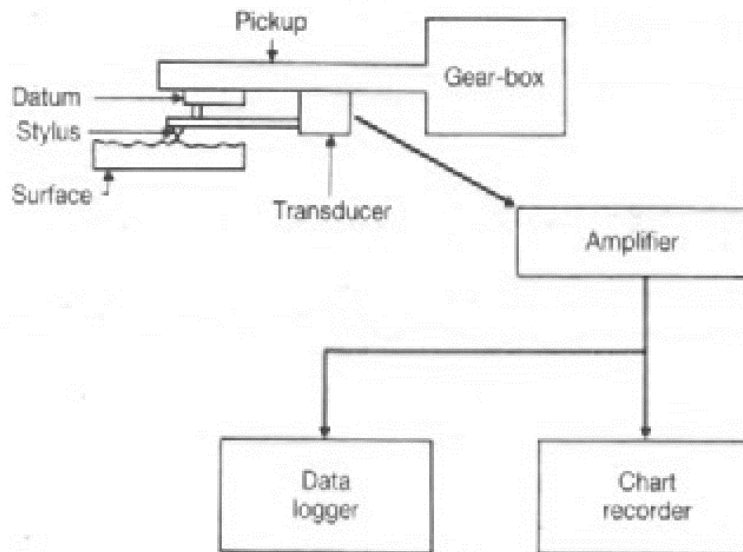 Pickup
Gear-box
Datum
Stylus
Surface
Transducer
Amplifier
Data
logger
Chart
recorder